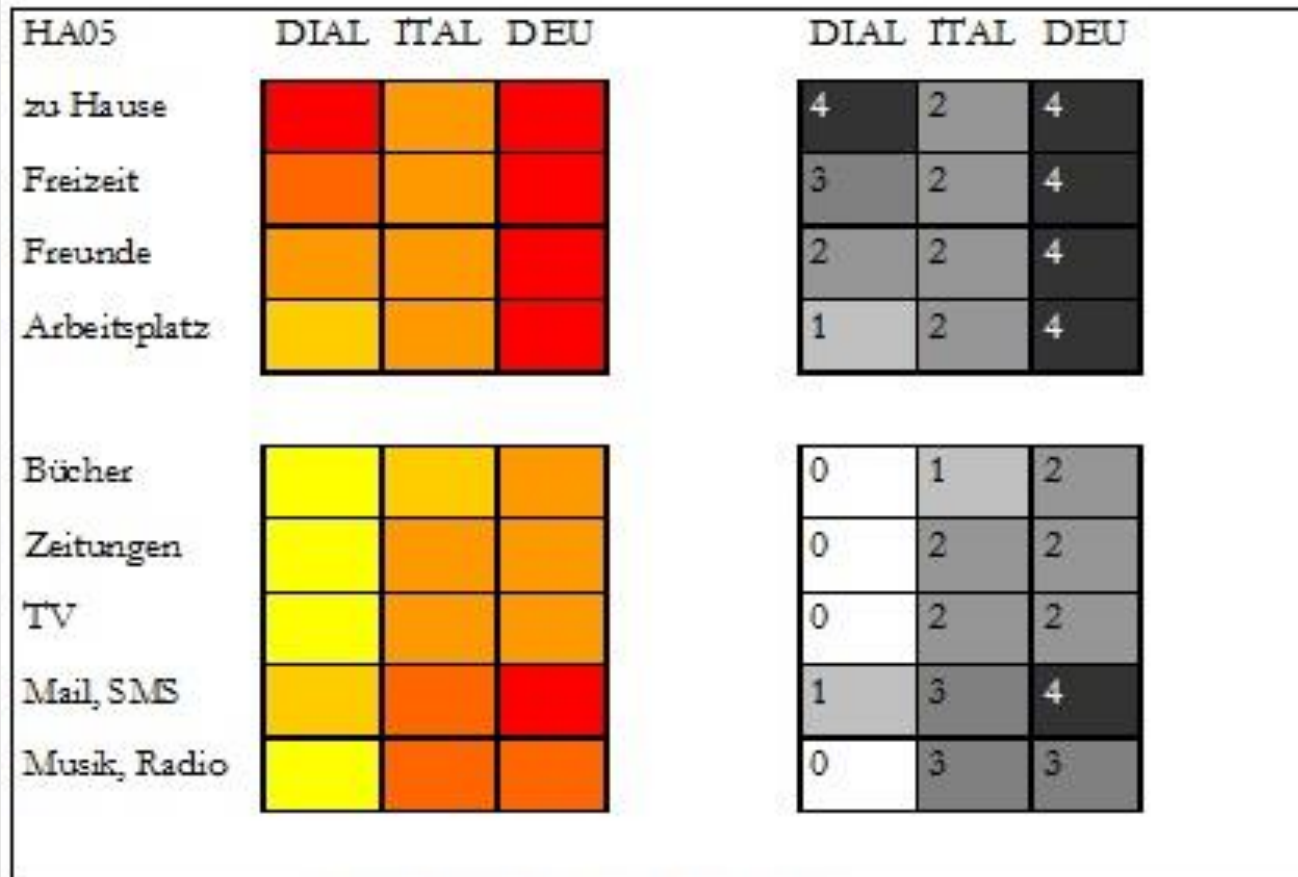 HA05 DIAL ITAL DEU DIAL ITAL DEU
zu Hause 4 2 4
Freizeit 3 2 4
Freunde 2 2 4
Arbeitsplatz 1 2 4
Bücher 0 1 2
Zeitungen 0 2 2
TV 0 2 2
Mail, SMS 1 3 4
Musik, Radio 0 3 3